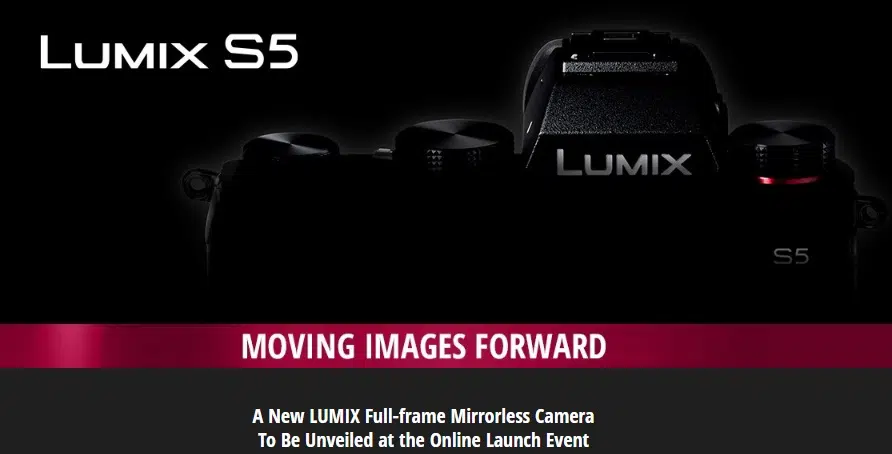 LUMIX S5
LUMIX
S5
MOVING IMAGES FORWARD
A New LUMIX Full-frame Mirrorless Camera
To Be Unveiled at the Online Launch Event